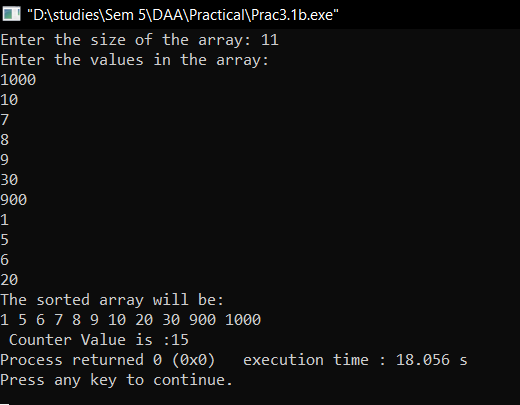 "D:\studies\Sem 5\DAA\Practical\Prac3.1b.exe"
Enter the size of the array: 11
Enter the values in the array:
1000
10
7
8
9
30
900
1
5
6
20
The sorted array will be:
1 5 6 7 8 9 10 20 30 900 1000
 Counter Value is :15
Process returned 0 (0x0)   execution time : 18.056 s
Press any key to continue.